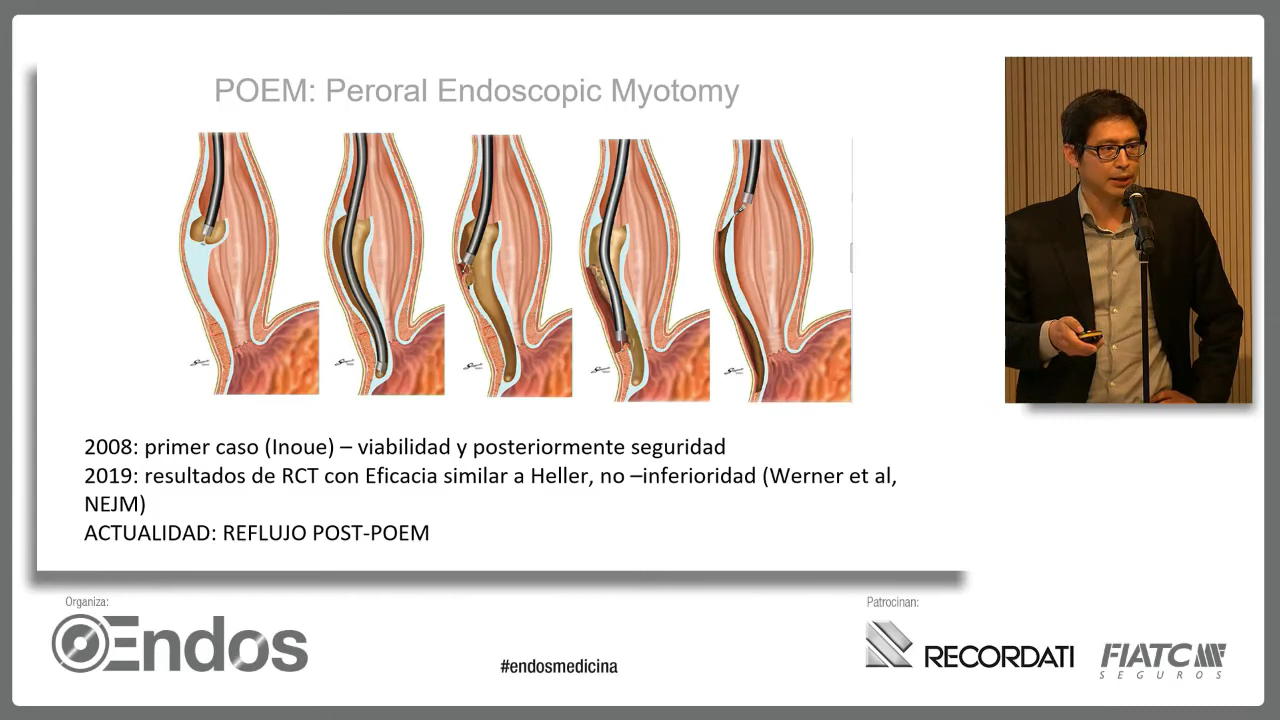 POEM: Peroral Endoscopic Myotomy
2008: primer caso (Inoue) – viabilidad y posteriormente seguridad
2019: resultados de RCT con Eficacia similar a Heller, no –inferioridad (Werner et al,
NEJM)
ACTUALIDAD: REFLUJO POST-POEM
Organiza:
Endos
#endosmedicina
Patrocinan:
RECORDATI
FIATC
SEGUROS